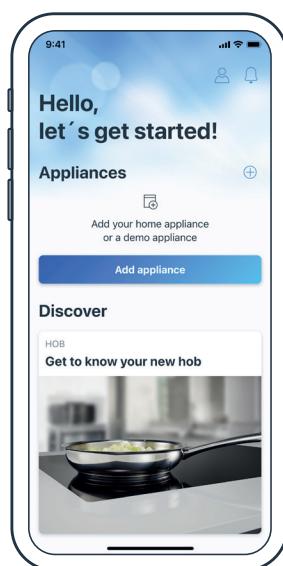 9:41
Hello,
let´s get started!
Appliances
Add your home appliance
or a demo appliance
Add appliance
Discover
HOB
Get to know your new hob